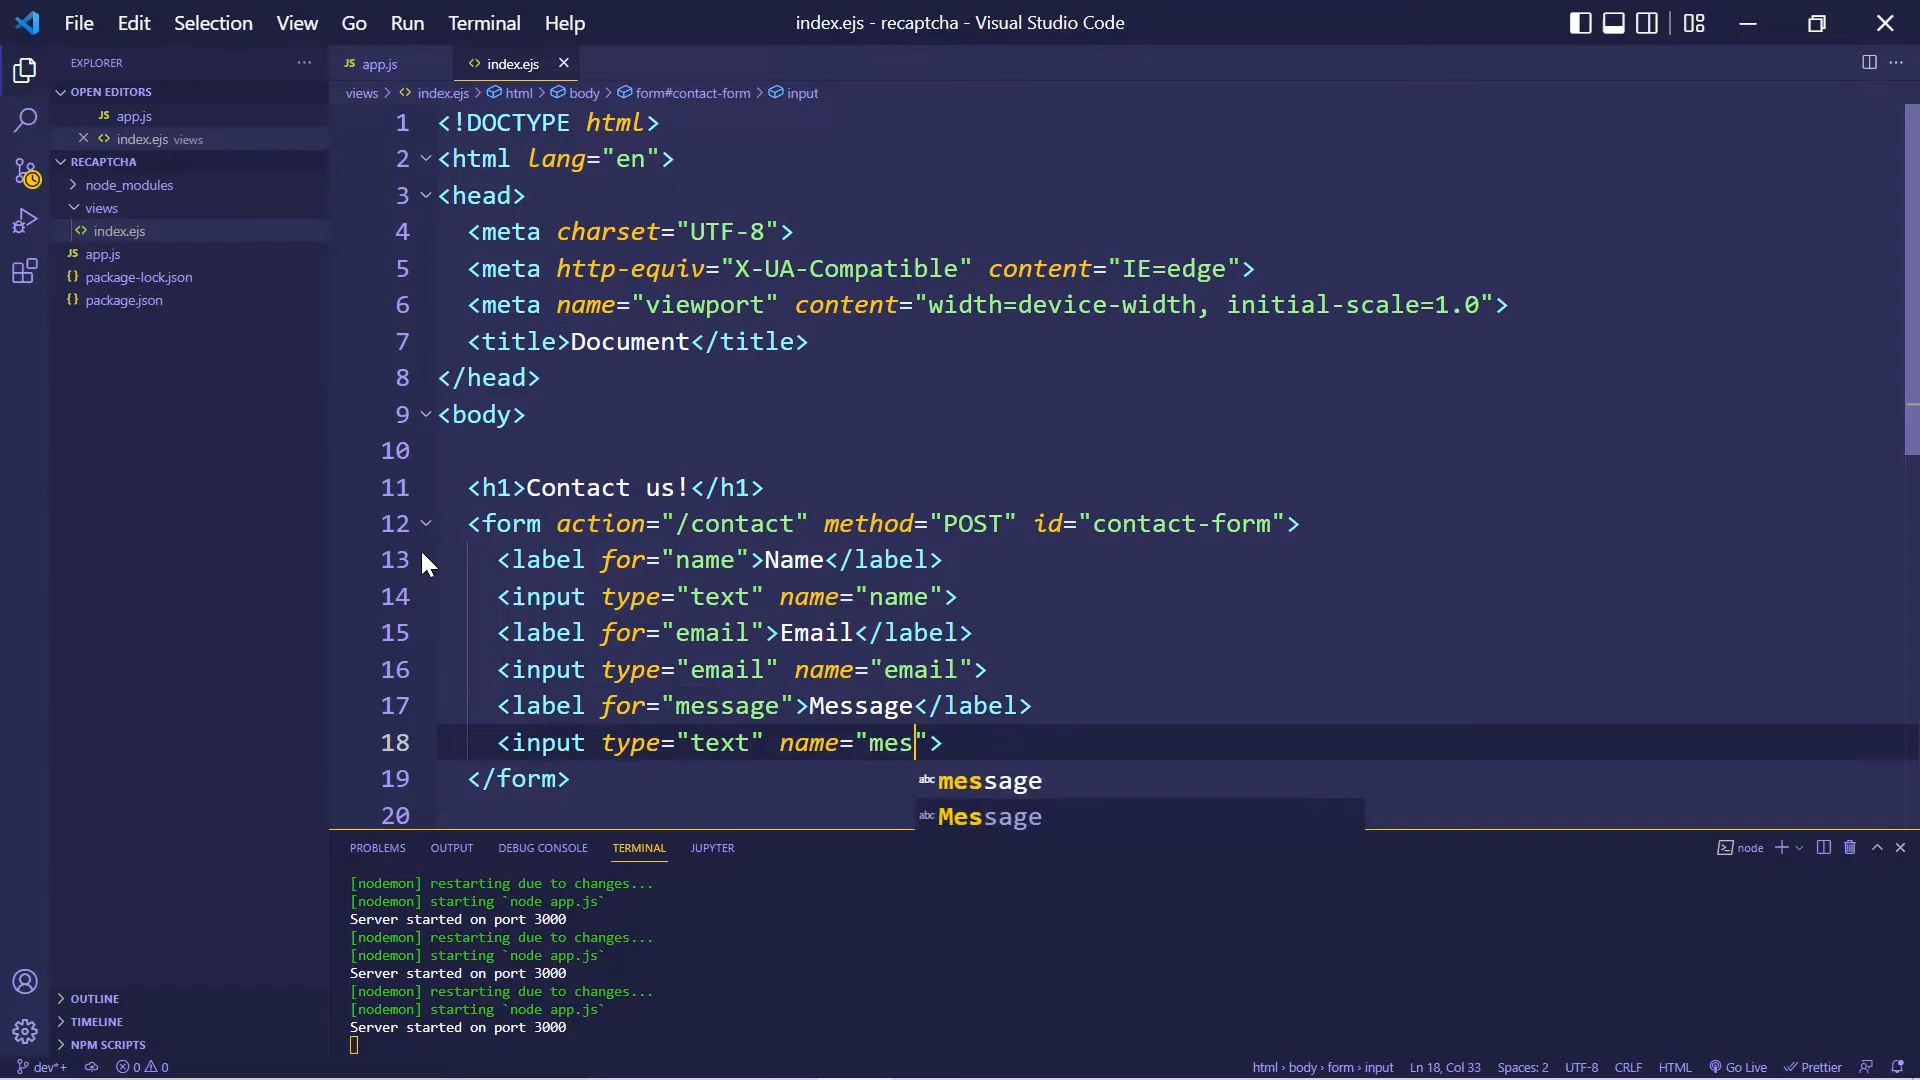 File Edit Selection View Go Run Terminal Help
index.ejs - recaptcha - Visual Studio Code
EXPLORER
OPEN EDITORS
JS app.js
index.ejs views
RECAPTCHA
node_modules
views
index.ejs
JS app.js
{} package-lock.json
{} package.json
OUTLINE
TIMELINE
NPM SCRIPTS
JS app.js
index.ejs
views > index.ejs > html > body > form#contact-form > input
1 <!DOCTYPE html>
2 <html lang="en">
3 <head>
4 <meta charset="UTF-8">
5 <meta http-equiv="X-UA-Compatible" content="IE=edge">
6 <meta name="viewport" content="width=device-width, initial-scale=1.0">
7 <title>Document</title>
8 </head>
9 <body>
10
11 <h1>Contact us!</h1>
12 <form action="/contact" method="POST" id="contact-form">
13 <label for="name">Name</label>
14 <input type="text" name="name">
15 <label for="email">Email</label>
16 <input type="email" name="email">
17 <label for="message">Message</label>
18 <input type="text" name="mes">
19 </form>
20
abc message
abc Message
PROBLEMS OUTPUT DEBUG CONSOLE TERMINAL JUPYTER
node
[nodemon] restarting due to changes...
[nodemon] starting `node app.js`
Server started on port 3000
[nodemon] restarting due to changes...
[nodemon] starting `node app.js`
Server started on port 3000
[nodemon] restarting due to changes...
[nodemon] starting `node app.js`
Server started on port 3000
dev*+ 0 0 html > body > form > input Ln 18, Col 33 Spaces: 2 UTF-8 CRLF HTML Go Live Prettier